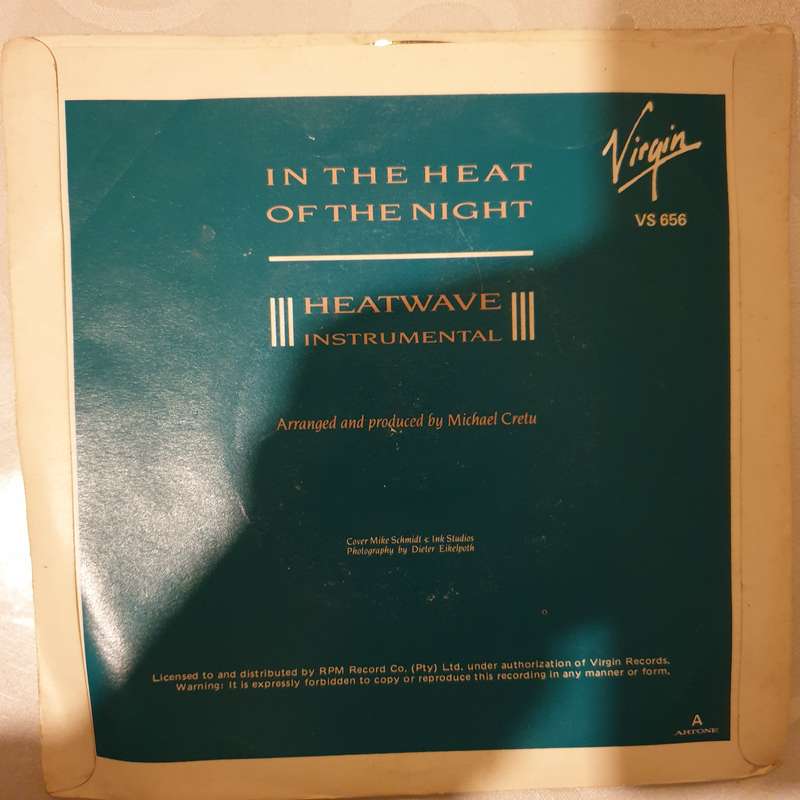 Virgin
VS 656
IN THE HEAT
OF THE NIGHT
HEATWAVE
INSTRUMENTAL
Arranged and produced by Michael Cretu
Cover Mike Schmidt & Ink Studios
Photography by Dieter Eikelpoth
Licensed to and distributed by RPM Record Co. (Pty) Ltd. under authorization of Virgin Records.
Warning: It is expressly forbidden to copy or reproduce this recording in any manner or form.
A
ARTONE